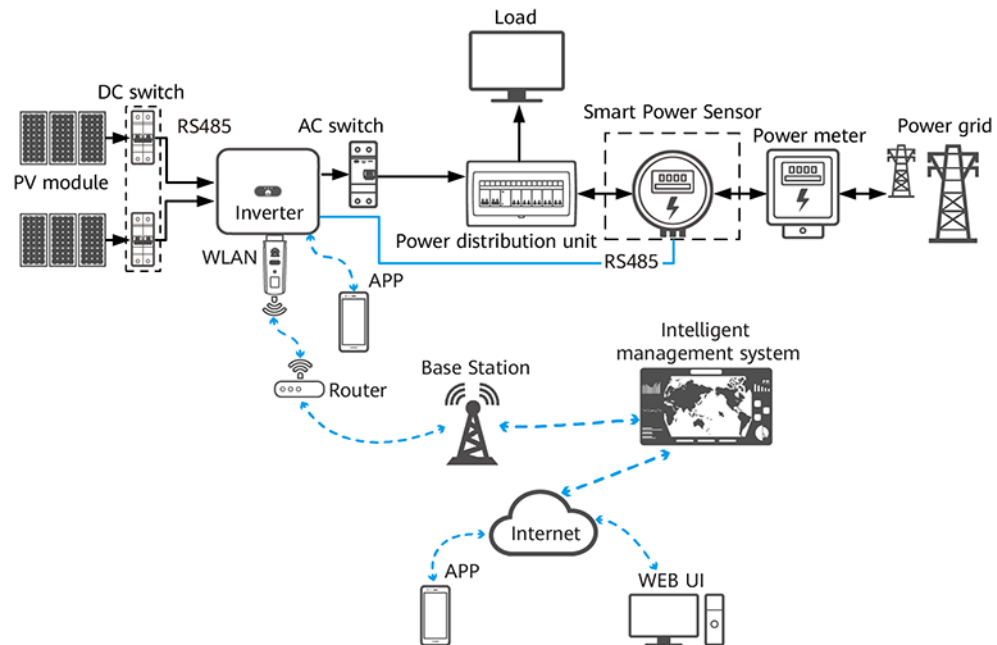 Load
DC switch
Smart Power Sensor
RS485
AC switch
Power meter
Power grid
PV module
Inverter
Power distribution unit
WLAN
RS485
APP
Intelligent
management system
Base Station
Router
Internet
APP
WEB UI